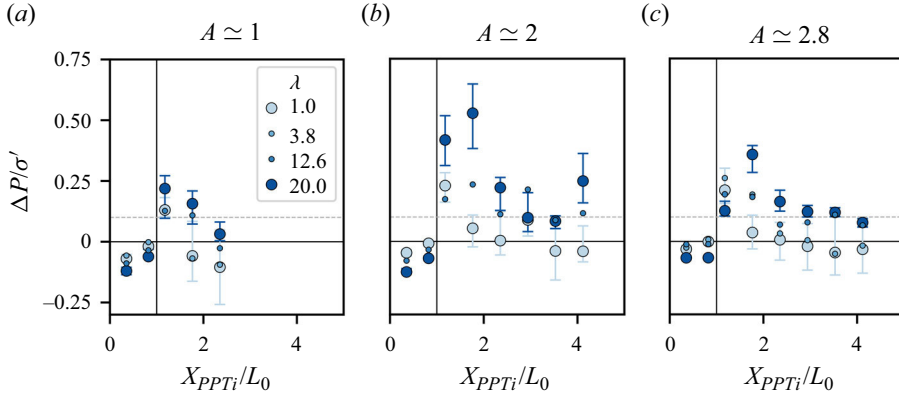 (a)
A ≃ 1
(b)
A ≃ 2
(c)
A ≃ 2.8
ΔP/σ′
0.75
0.50
0.25
0
–0.25
λ
1.0
3.8
12.6
20.0
0 2 4
0 2 4
0 2 4
X_PPTi/L_0
X_PPTi/L_0
X_PPTi/L_0